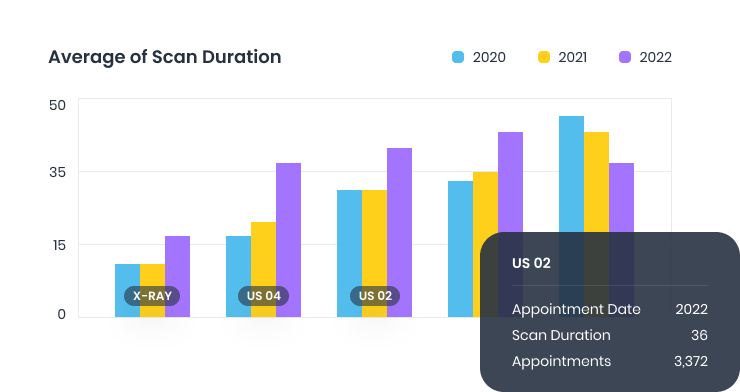 Average of Scan Duration
2020 2021 2022
50
35
15
0
X-RAY US 04 US 02
US 02
Appointment Date 2022
Scan Duration 36
Appointments 3,372